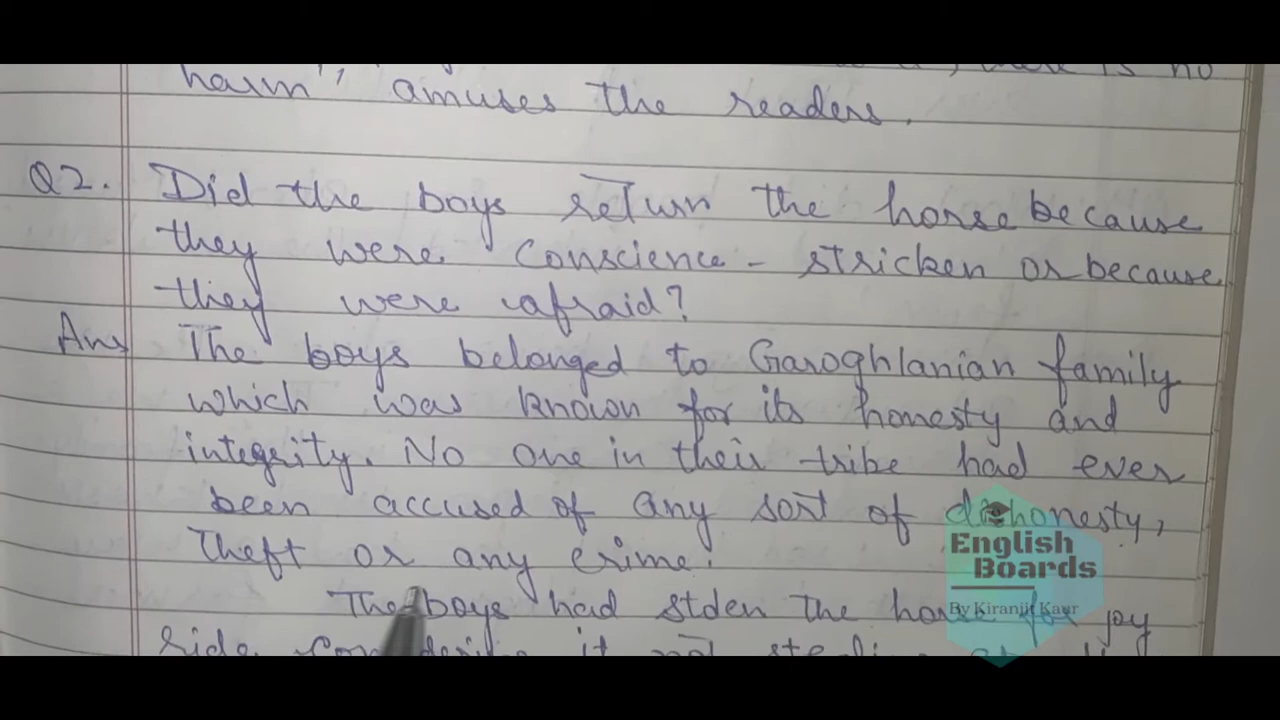 harm", amuses the readers.
Q2. Did the boys return the horse because
they were conscience - stricken or because
they were afraid?
Ans The boys belonged to Garoghlanian family
which was known for its honesty and
integrity. No one in their tribe had ever
been accused of any sort of dishonesty,
Theft or any crime.
The boys had stolen the horse for joy
ride
English
Boards
By Kiranjit Kaur